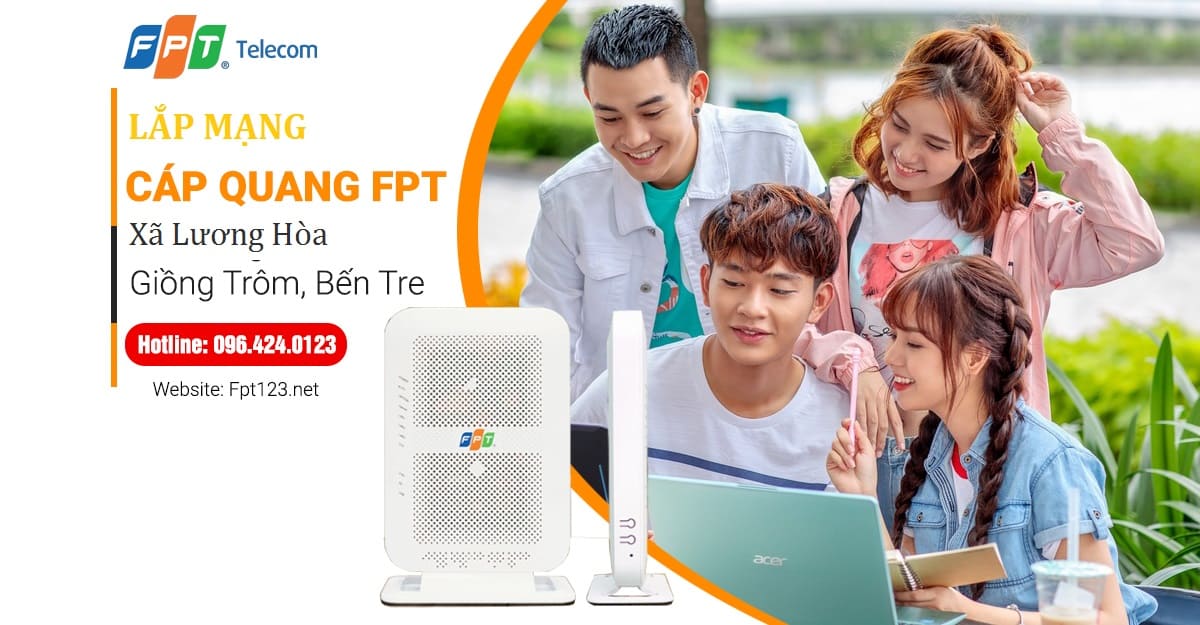 FPT Telecom
LẮP MẠNG
CÁP QUANG FPT
Xã Lương Hòa
Giồng Trôm, Bến Tre
Hotline: 096.424.0123
Website: Fpt123.net
FPT
acer